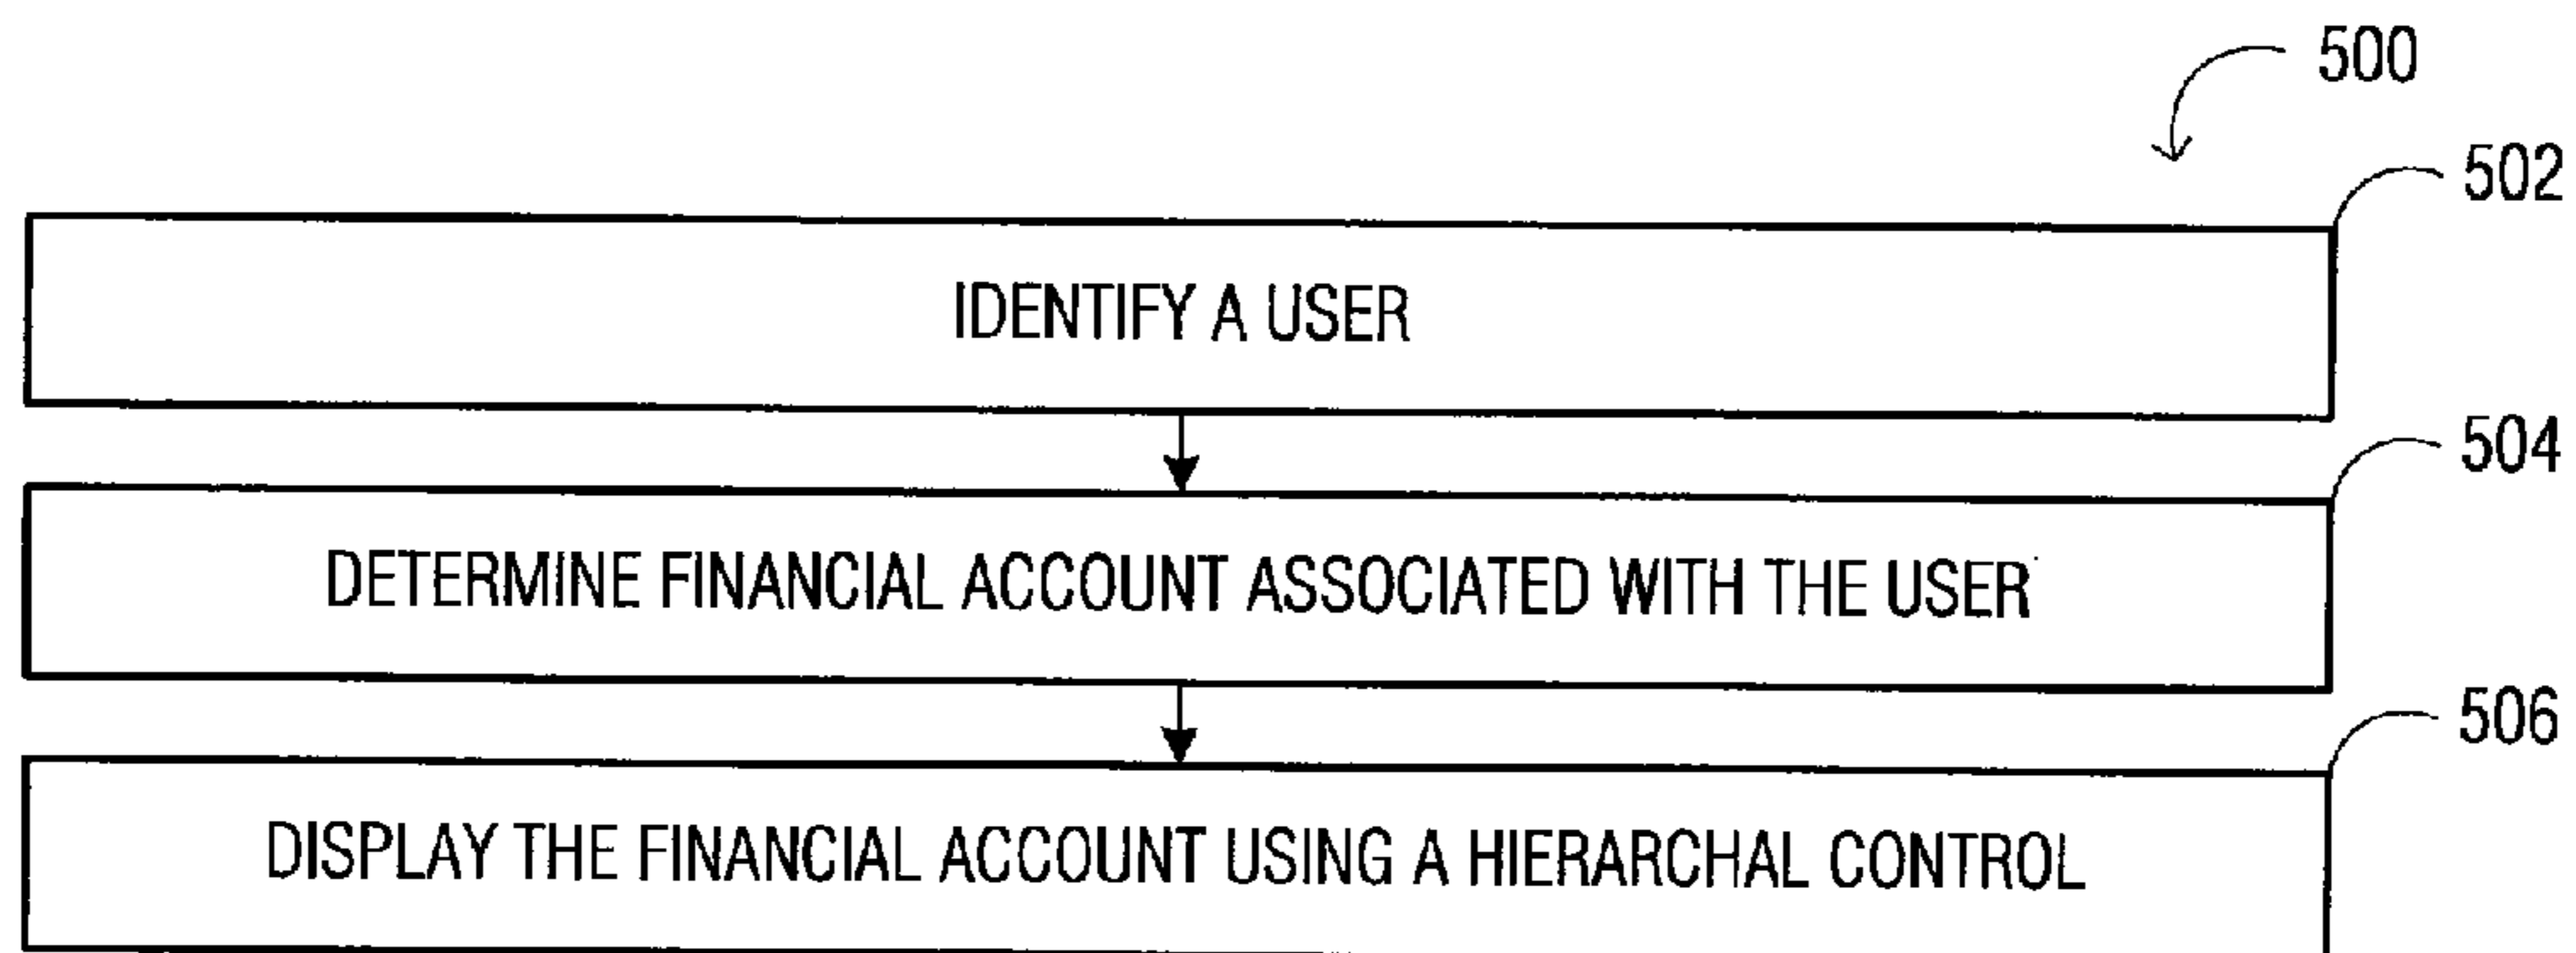 500
502
IDENTIFY A USER
504
DETERMINE FINANCIAL ACCOUNT ASSOCIATED WITH THE USER
506
DISPLAY THE FINANCIAL ACCOUNT USING A HIERARCHAL CONTROL